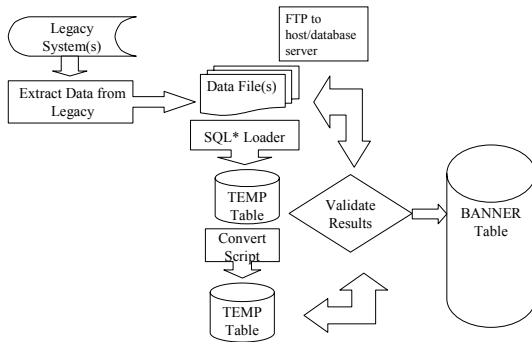 Legacy
System(s)
Extract Data from
Legacy
Data File(s)
FTP to
host/database
server
SQL* Loader
TEMP
Table
Convert
Script
TEMP
Table
Validate
Results
BANNER
Table